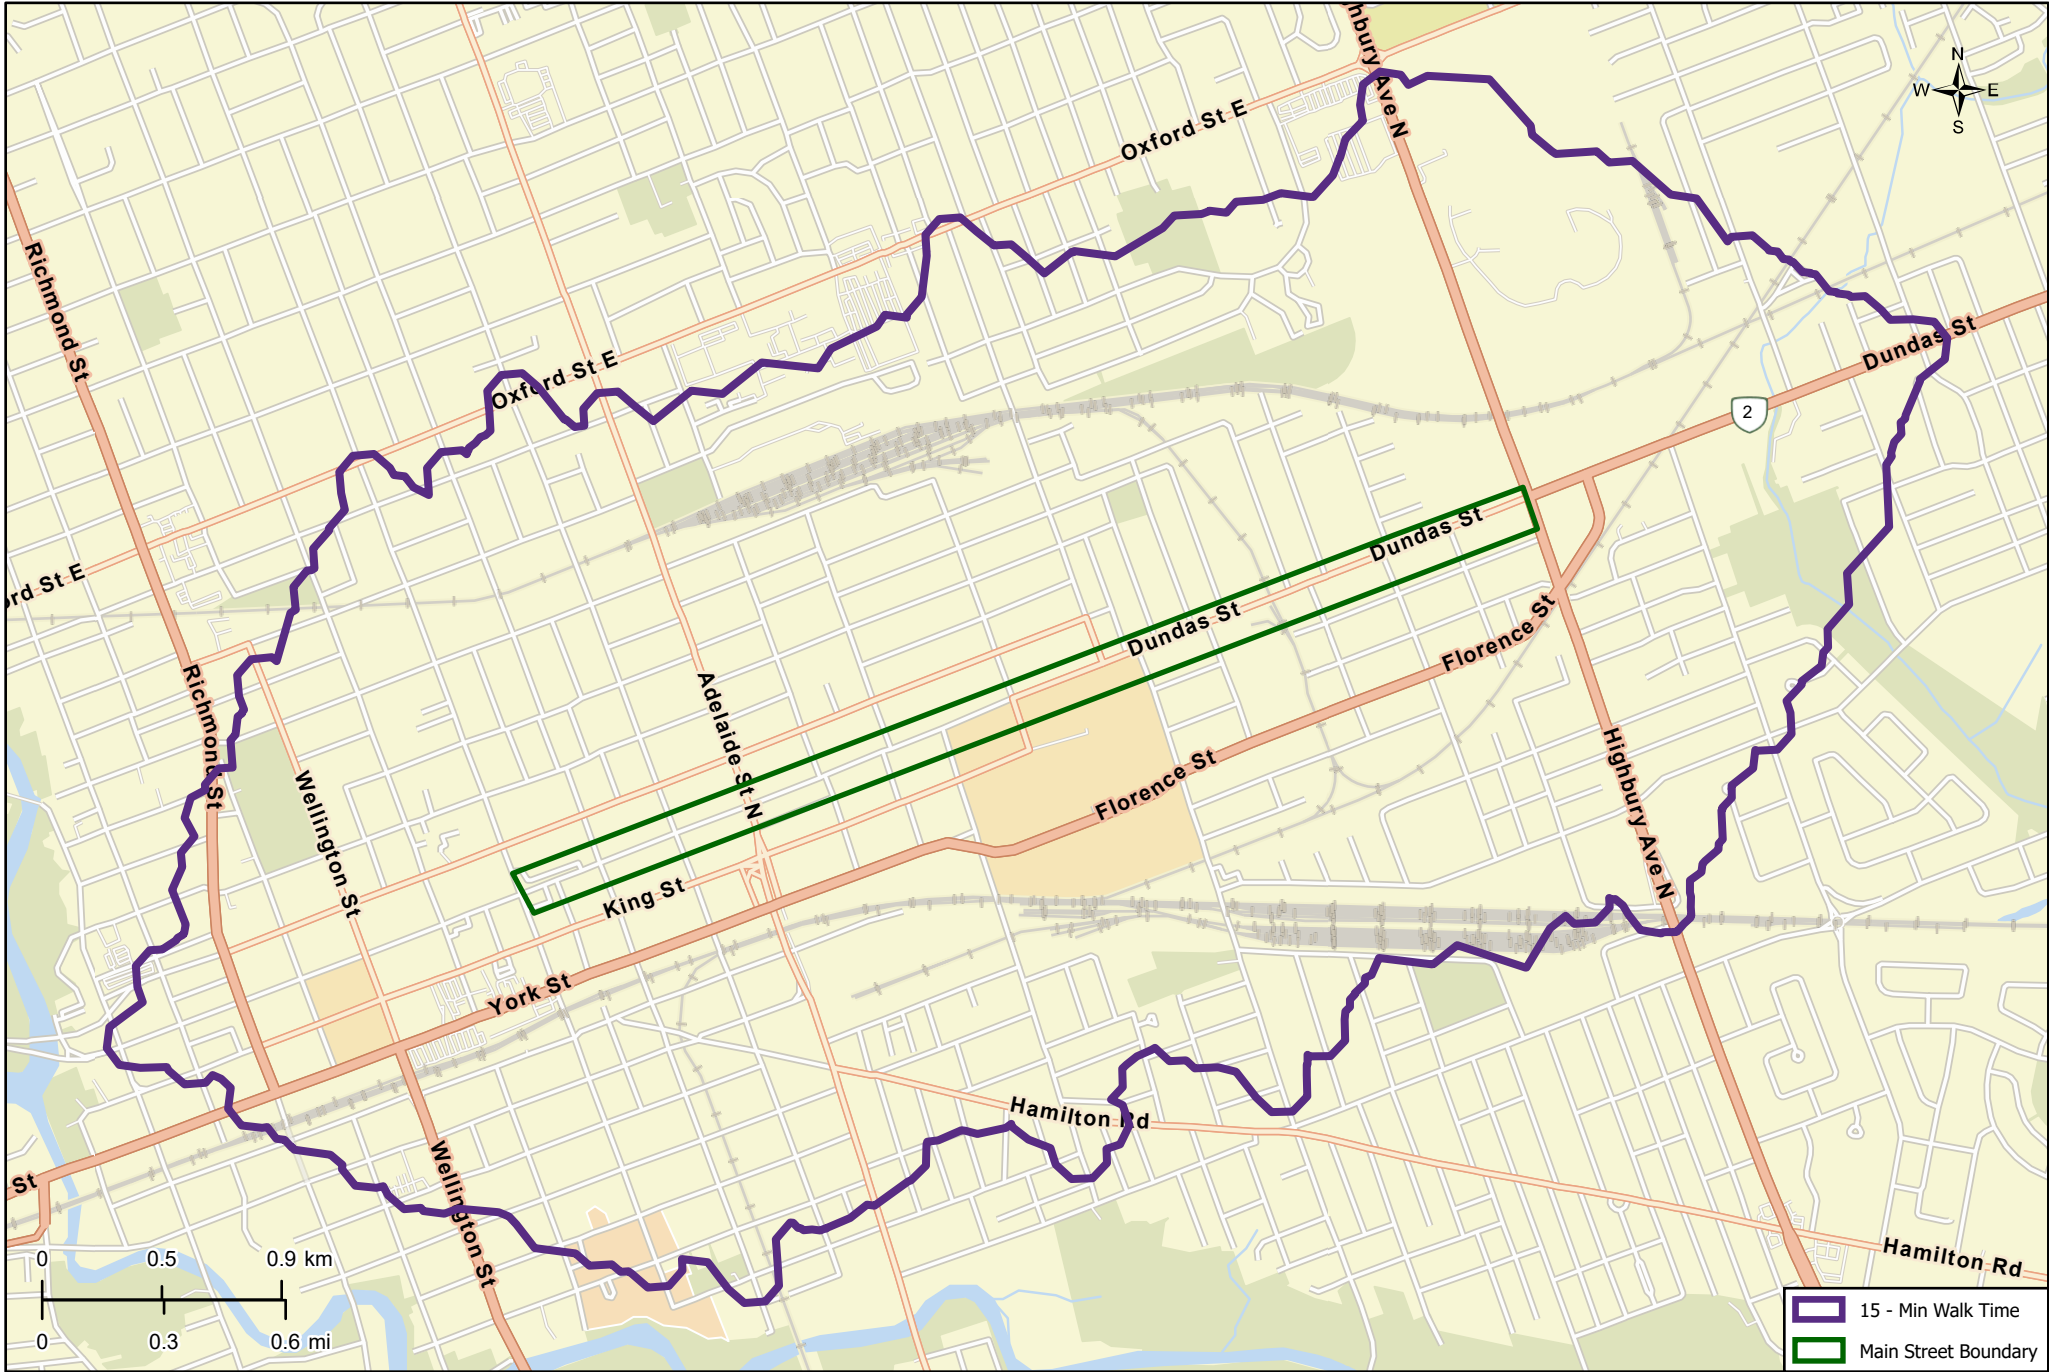 hbury Ave N
N
W E
S
Oxford St E
Richmond St
Dundas St
Oxford St E
2
Dundas St
ord St E
Dundas St
Florence St
Richmond St
Adelaide St N
Wellington St
Florence St
Highbury Ave N
King St
York St
Hamilton Rd
St
Wellington St
Hamilton Rd
0 0.5 0.9 km
0 0.3 0.6 mi
15 - Min Walk Time
Main Street Boundary